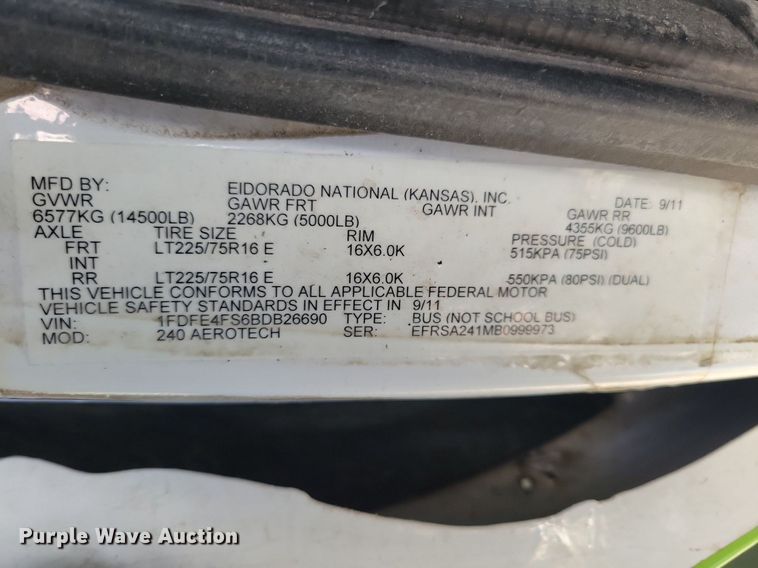 MFD BY: EIDORADO NATIONAL (KANSAS). INC. DATE: 9/11
GVWR GAWR FRT GAWR INT GAWR RR
6577KG (14500LB) 2268KG (5000LB) 4355KG (9600LB)
AXLE TIRE SIZE RIM PRESSURE (COLD)
FRT LT225/75R16 E 16X6.0K 515KPA (75PSI)
INT
RR LT225/75R16 E 16X6.0K 550KPA (80PSI) (DUAL)
THIS VEHICLE CONFORMS TO ALL APPLICABLE FEDERAL MOTOR
VEHICLE SAFETY STANDARDS IN EFFECT IN 9/11
VIN: 1FDFE4FS6BDB26690 TYPE: BUS (NOT SCHOOL BUS)
MOD: 240 AEROTECH SER: EFRSA241MB0999973
Purple Wave Auction